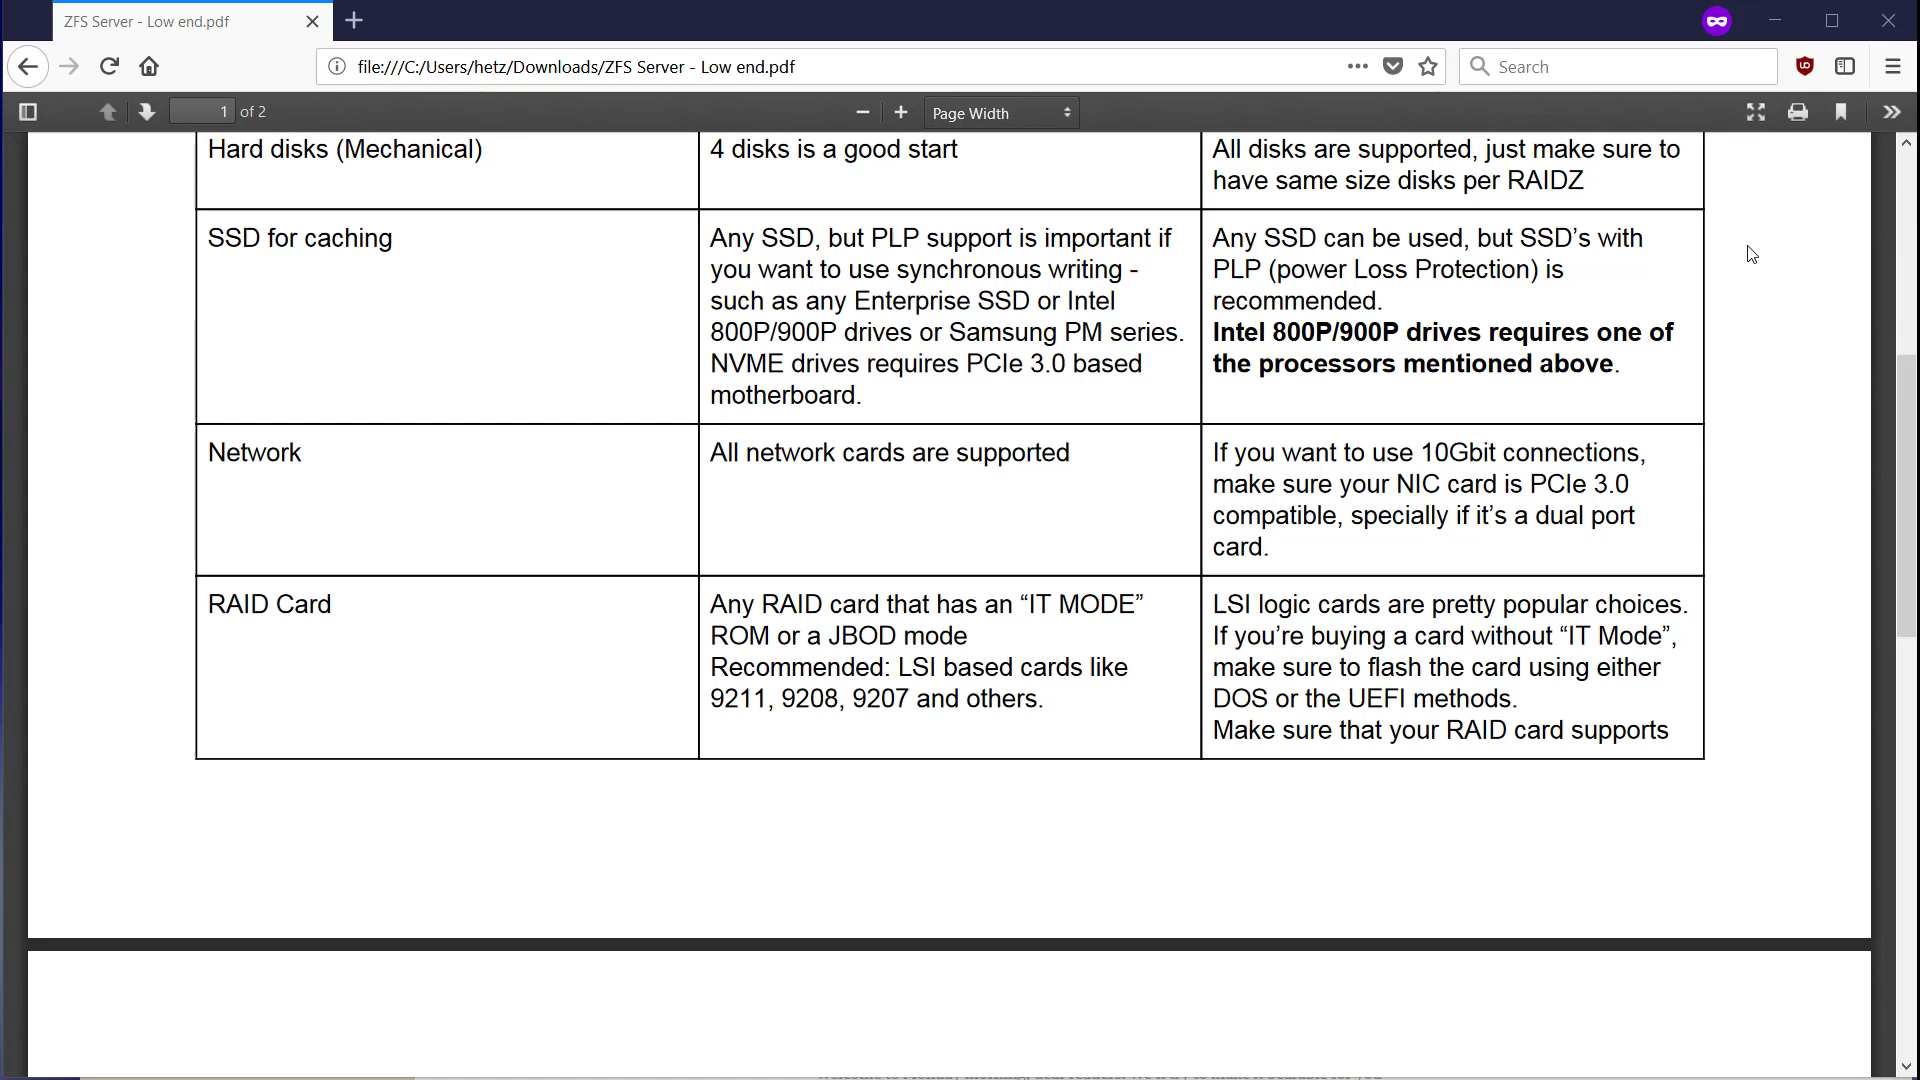 ZFS Server - Low end.pdf
file:///C:/Users/hetz/Downloads/ZFS Server - Low end.pdf
Search
1 of 2
Page Width
Hard disks (Mechanical)
4 disks is a good start
All disks are supported, just make sure to
have same size disks per RAIDZ
SSD for caching
Any SSD, but PLP support is important if
you want to use synchronous writing -
such as any Enterprise SSD or Intel
800P/900P drives or Samsung PM series.
NVME drives requires PCIe 3.0 based
motherboard.
Any SSD can be used, but SSD’s with
PLP (power Loss Protection) is
recommended.
Intel 800P/900P drives requires one of
the processors mentioned above.
Network
All network cards are supported
If you want to use 10Gbit connections,
make sure your NIC card is PCIe 3.0
compatible, specially if it’s a dual port
card.
RAID Card
Any RAID card that has an “IT MODE”
ROM or a JBOD mode
Recommended: LSI based cards like
9211, 9208, 9207 and others.
LSI logic cards are pretty popular choices.
If you’re buying a card without “IT Mode”,
make sure to flash the card using either
DOS or the UEFI methods.
Make sure that your RAID card supports